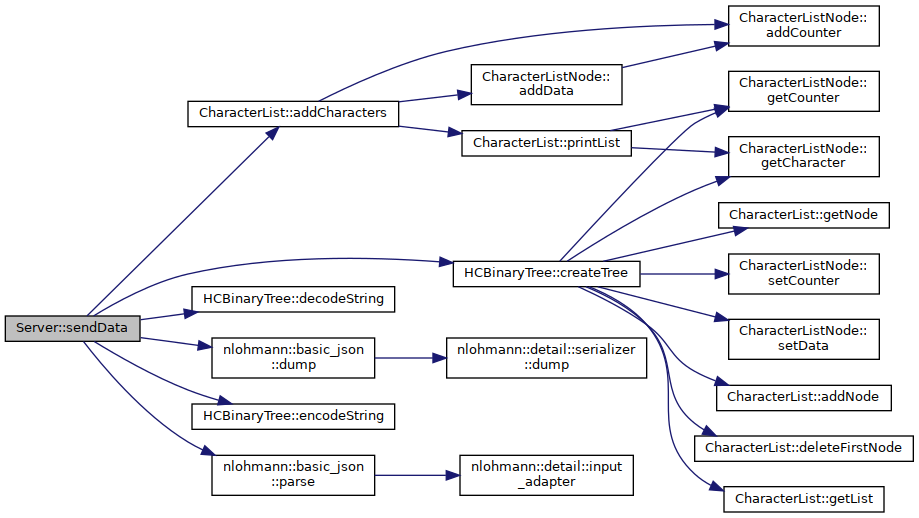 Server::sendData
CharacterList::addCharacters
HCBinaryTree::createTree
HCBinaryTree::decodeString
nlohmann::basic_json
::dump
HCBinaryTree::encodeString
nlohmann::basic_json
::parse
CharacterListNode::
addData
CharacterList::printList
nlohmann::detail::serializer
::dump
nlohmann::detail::input
_adapter
CharacterListNode::
addCounter
CharacterListNode::
getCounter
CharacterListNode::
getCharacter
CharacterList::getNode
CharacterListNode::
setCounter
CharacterListNode::
setData
CharacterList::addNode
CharacterList::deleteFirstNode
CharacterList::getList